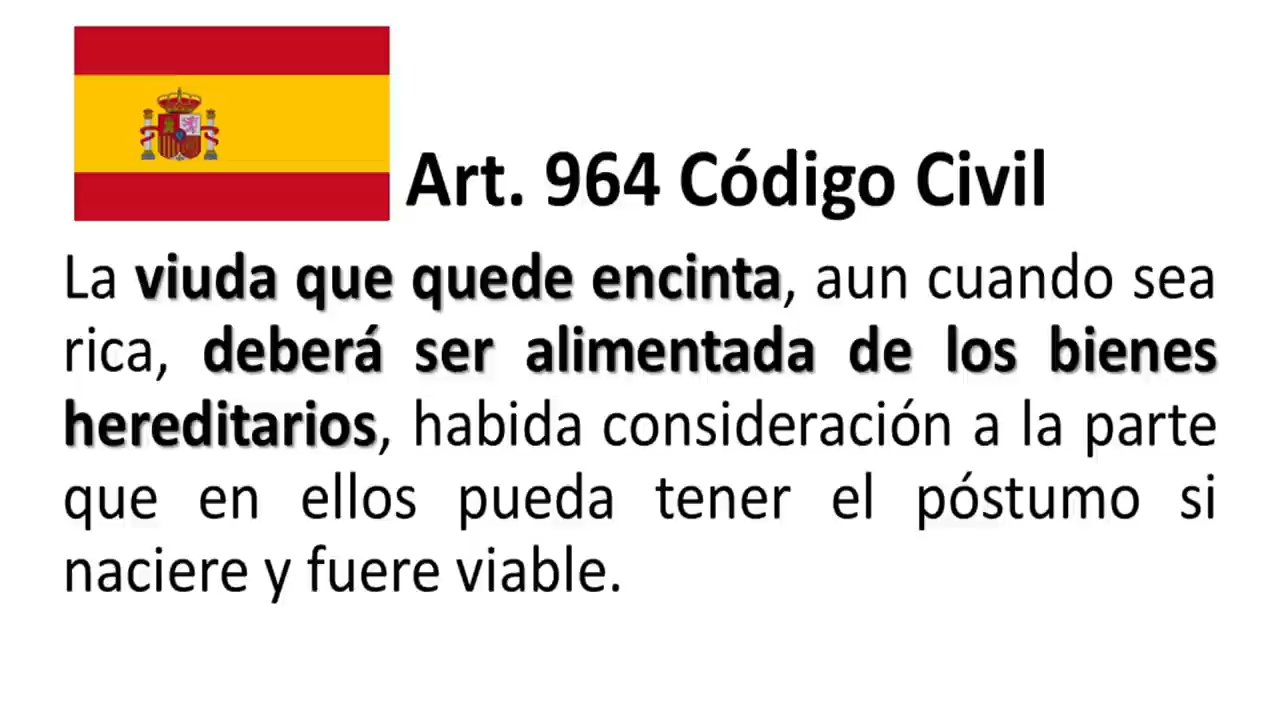 Art. 964 Código Civil
La viuda que quede encinta, aun cuando sea
rica, deberá ser alimentada de los bienes
hereditarios, habida consideración a la parte
que en ellos pueda tener el póstumo si
naciere y fuere viable.